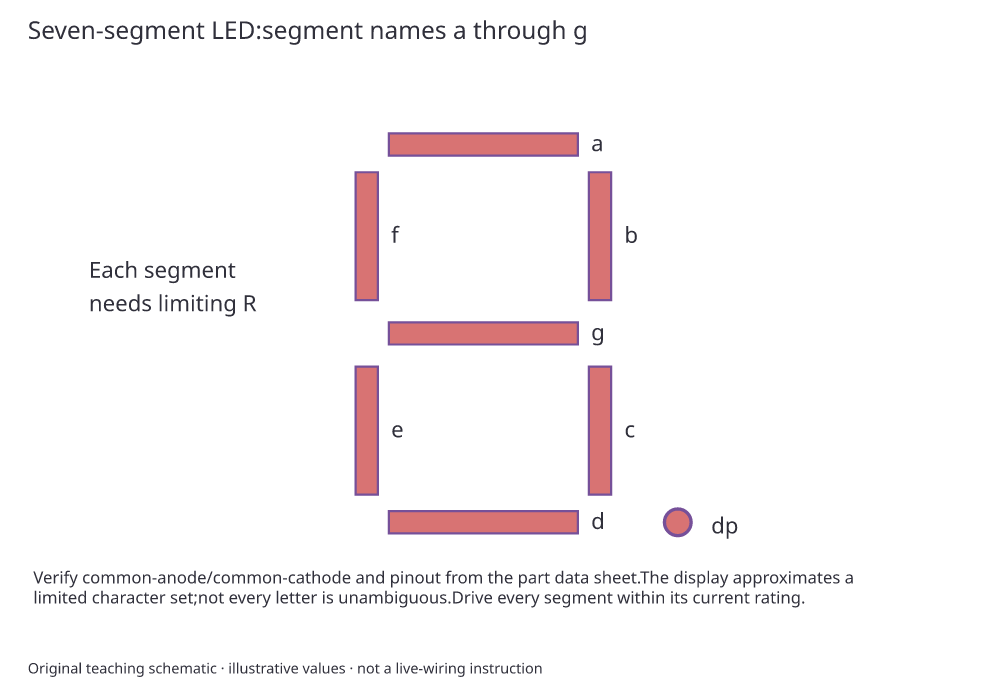 Seven-segment LED:segment names a through g
a
f
b
Each segment
needs limiting R
g
e
c
d
dp
Verify common-anode/common-cathode and pinout from the part data sheet.The display approximates a
limited character set;not every letter is unambiguous.Drive every segment within its current rating.
Original teaching schematic · illustrative values · not a live-wiring instruction